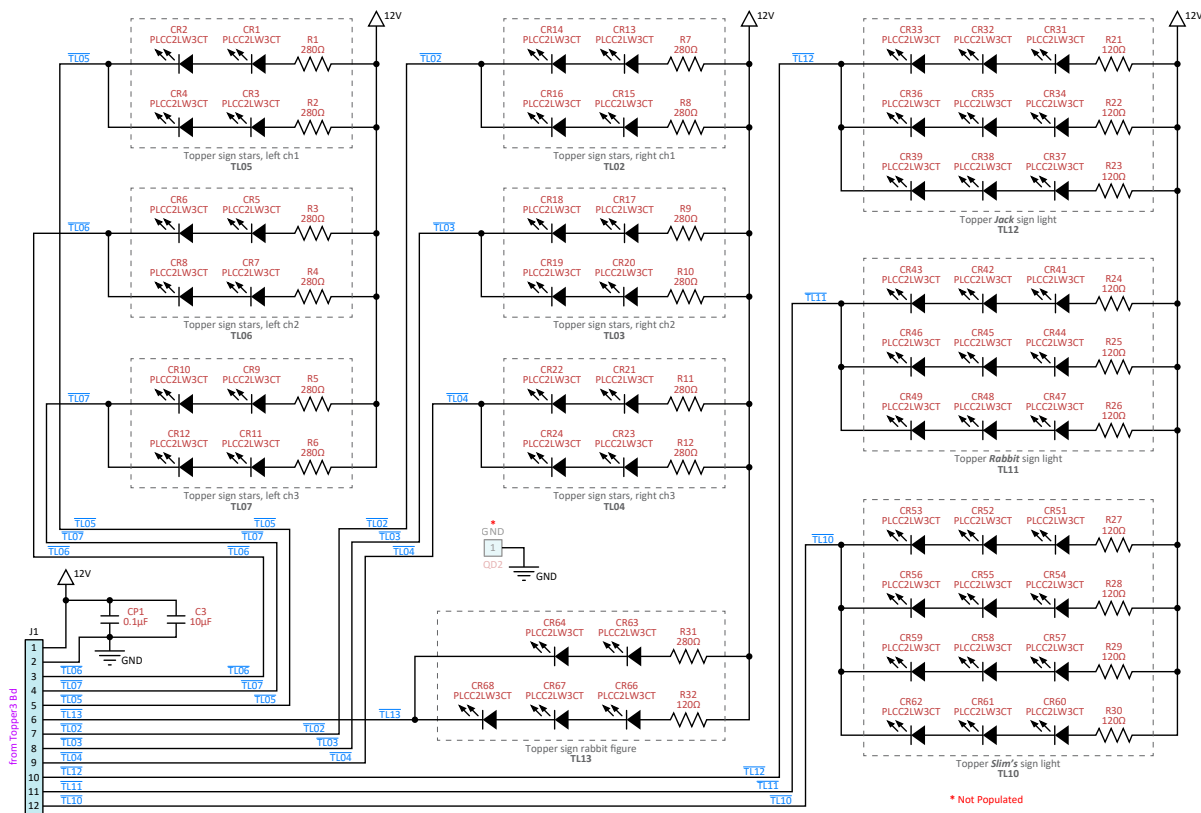 12V
12V
12V
CR2
PLCC2LW3CT
CR1
PLCC2LW3CT
R1
280Ω
TL05
CR4
PLCC2LW3CT
CR3
PLCC2LW3CT
R2
280Ω
Topper sign stars, left ch1
TL05
CR6
PLCC2LW3CT
CR5
PLCC2LW3CT
R3
280Ω
TL06
CR8
PLCC2LW3CT
CR7
PLCC2LW3CT
R4
280Ω
Topper sign stars, left ch2
TL06
CR10
PLCC2LW3CT
CR9
PLCC2LW3CT
R5
280Ω
TL07
CR12
PLCC2LW3CT
CR11
PLCC2LW3CT
R6
280Ω
Topper sign stars, left ch3
TL07
CR14
PLCC2LW3CT
CR13
PLCC2LW3CT
R7
280Ω
TL02
CR16
PLCC2LW3CT
CR15
PLCC2LW3CT
R8
280Ω
Topper sign stars, right ch1
TL02
CR18
PLCC2LW3CT
CR17
PLCC2LW3CT
R9
280Ω
TL03
CR19
PLCC2LW3CT
CR20
PLCC2LW3CT
R10
280Ω
Topper sign stars, right ch2
TL03
CR22
PLCC2LW3CT
CR21
PLCC2LW3CT
R11
280Ω
TL04
CR24
PLCC2LW3CT
CR23
PLCC2LW3CT
R12
280Ω
Topper sign stars, right ch3
TL04
CR33
PLCC2LW3CT
CR32
PLCC2LW3CT
CR31
PLCC2LW3CT
R21
120Ω
TL12
CR36
PLCC2LW3CT
CR35
PLCC2LW3CT
CR34
PLCC2LW3CT
R22
120Ω
CR39
PLCC2LW3CT
CR38
PLCC2LW3CT
CR37
PLCC2LW3CT
R23
120Ω
Topper Jack sign light
TL12
CR43
PLCC2LW3CT
CR42
PLCC2LW3CT
CR41
PLCC2LW3CT
R24
120Ω
TL11
CR46
PLCC2LW3CT
CR45
PLCC2LW3CT
CR44
PLCC2LW3CT
R25
120Ω
CR49
PLCC2LW3CT
CR48
PLCC2LW3CT
CR47
PLCC2LW3CT
R26
120Ω
Topper Rabbit sign light
TL11
CR53
PLCC2LW3CT
CR52
PLCC2LW3CT
CR51
PLCC2LW3CT
R27
120Ω
TL10
CR56
PLCC2LW3CT
CR55
PLCC2LW3CT
CR54
PLCC2LW3CT
R28
120Ω
CR59
PLCC2LW3CT
CR58
PLCC2LW3CT
CR57
PLCC2LW3CT
R29
120Ω
CR62
PLCC2LW3CT
CR61
PLCC2LW3CT
CR60
PLCC2LW3CT
R30
120Ω
Topper Slim's sign light
TL10
TL05 TL05
TL07 TL07
TL06 TL06
TL02
TL03
TL04
*
GND
1
QD2
GND
12V
CP1
0.1µF
C3
10µF
GND
CR64
PLCC2LW3CT
CR63
PLCC2LW3CT
R31
280Ω
CR68
PLCC2LW3CT
CR67
PLCC2LW3CT
CR66
PLCC2LW3CT
R32
120Ω
TL13
Topper sign rabbit figure
TL13
from Topper3 Bd
J1
1
2
3 TL06 TL06
4 TL07 TL07
5 TL05 TL05
6 TL13
7 TL02 TL02
8 TL03 TL03
9 TL04 TL04
10 TL12 TL12
11 TL11 TL11
12 TL10 TL10
* Not Populated